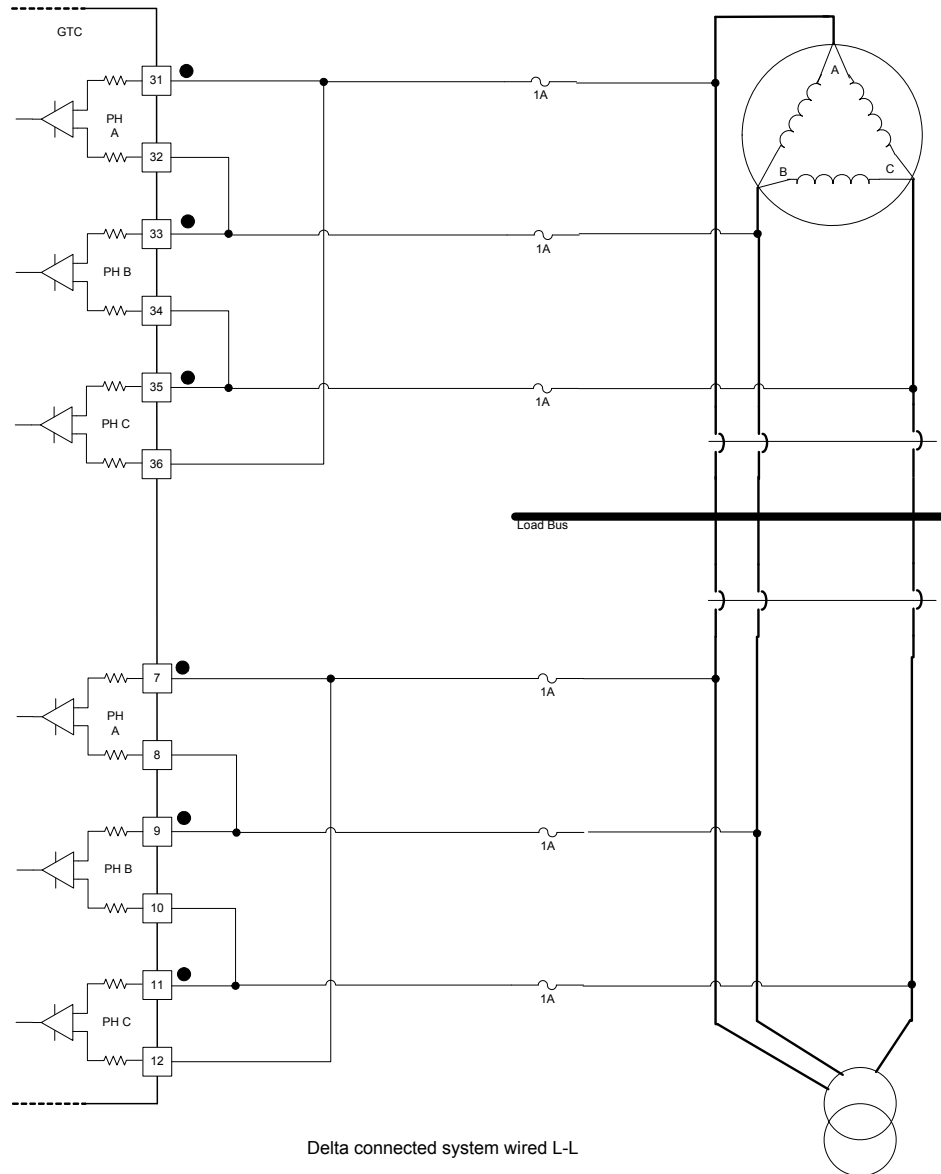 GTC
31
PH
A
32
1A
A
B
C
33
PH B
34
1A
35
PH C
36
1A
Load Bus
7
PH
A
8
1A
9
PH B
10
1A
11
PH C
12
1A
Delta connected system wired L-L